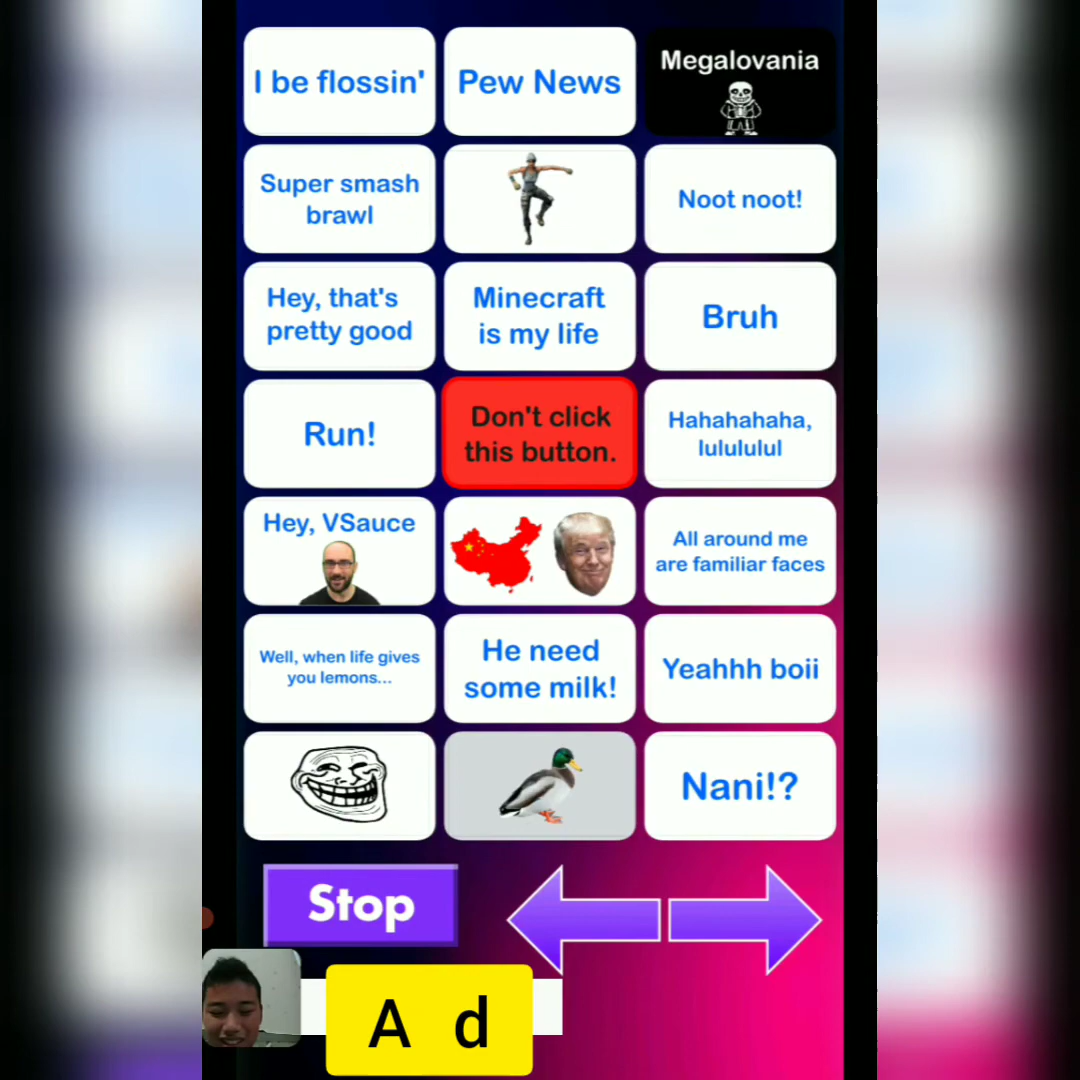 I be flossin'
Pew News
Megalovania
Super smash
brawl
Noot noot!
Hey, that's
pretty good
Minecraft
is my life
Bruh
Run!
Don't click
this button.
Hahahahaha,
lulululul
Hey, VSauce
All around me
are familiar faces
Well, when life gives
you lemons...
He need
some milk!
Yeahhh boii
Nani!?
Stop
A d